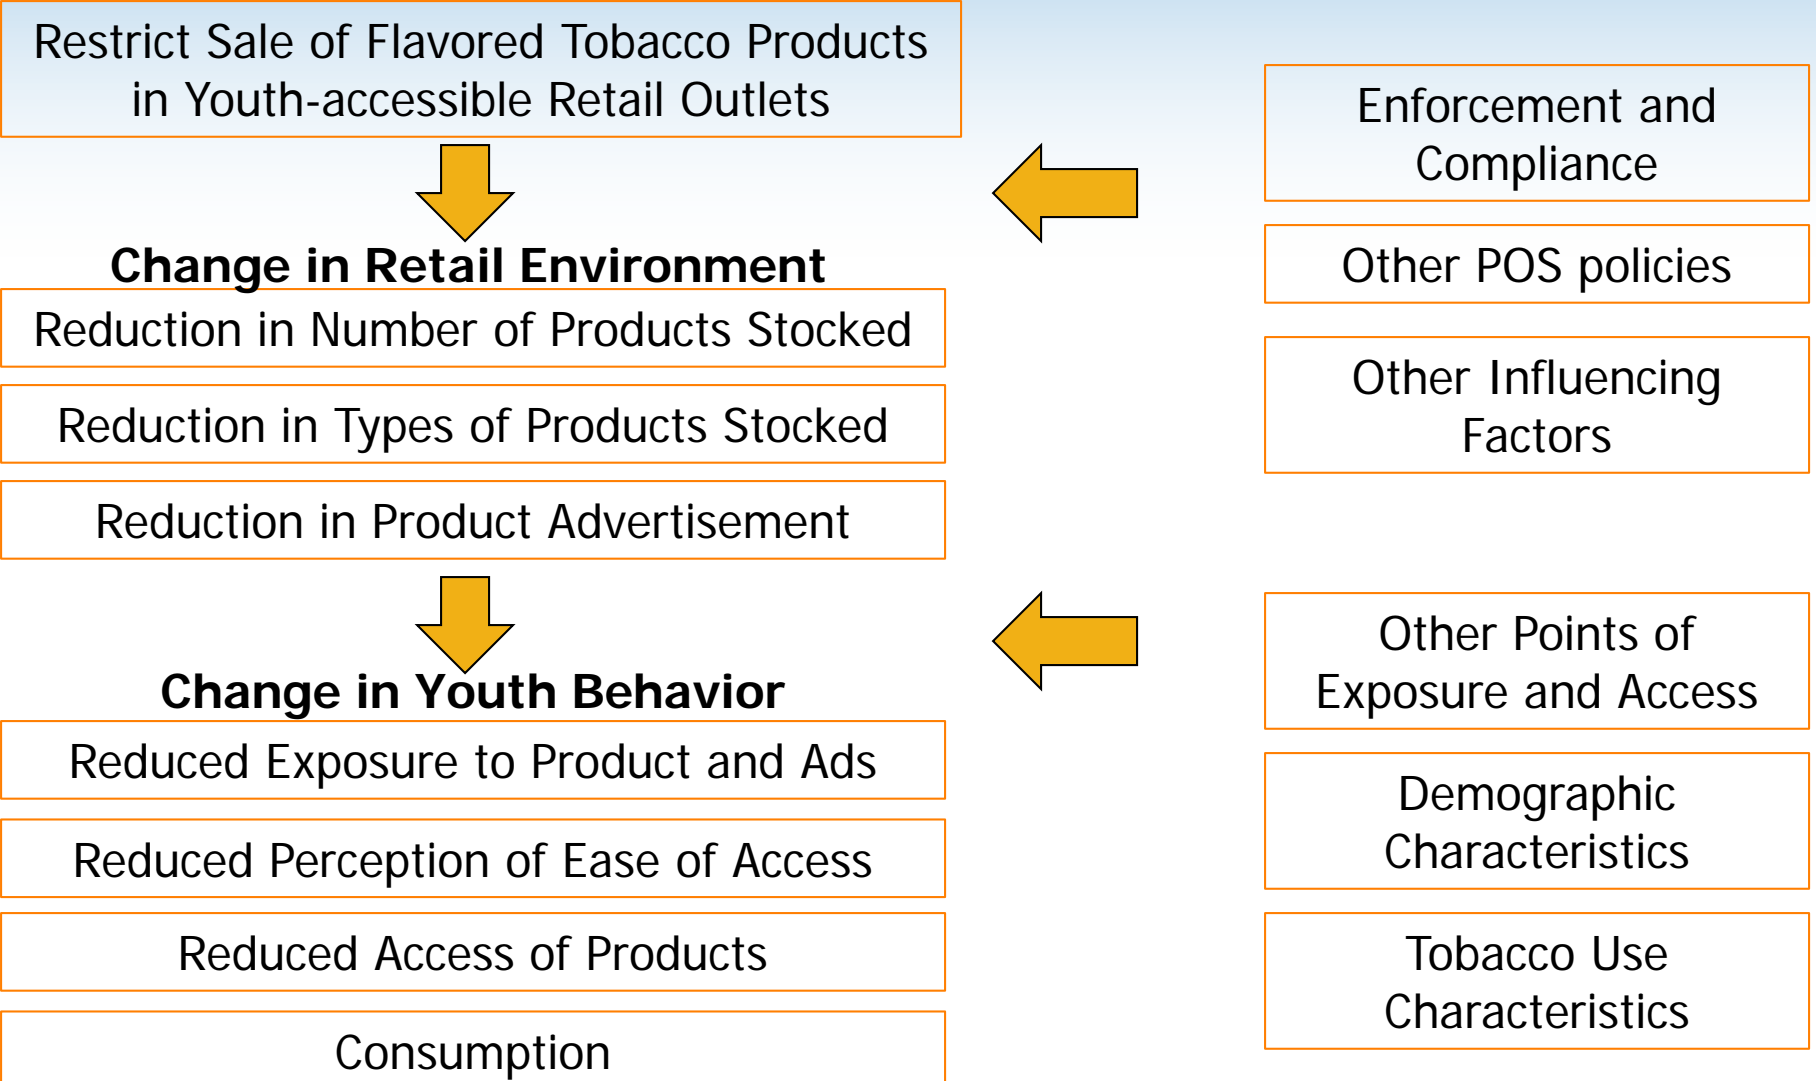 Restrict Sale of Flavored Tobacco Products
in Youth-accessible Retail Outlets
Change in Retail Environment
Reduction in Number of Products Stocked
Reduction in Types of Products Stocked
Reduction in Product Advertisement
Change in Youth Behavior
Reduced Exposure to Product and Ads
Reduced Perception of Ease of Access
Reduced Access of Products
Consumption
Enforcement and
Compliance
Other POS policies
Other Influencing
Factors
Other Points of
Exposure and Access
Demographic
Characteristics
Tobacco Use
Characteristics